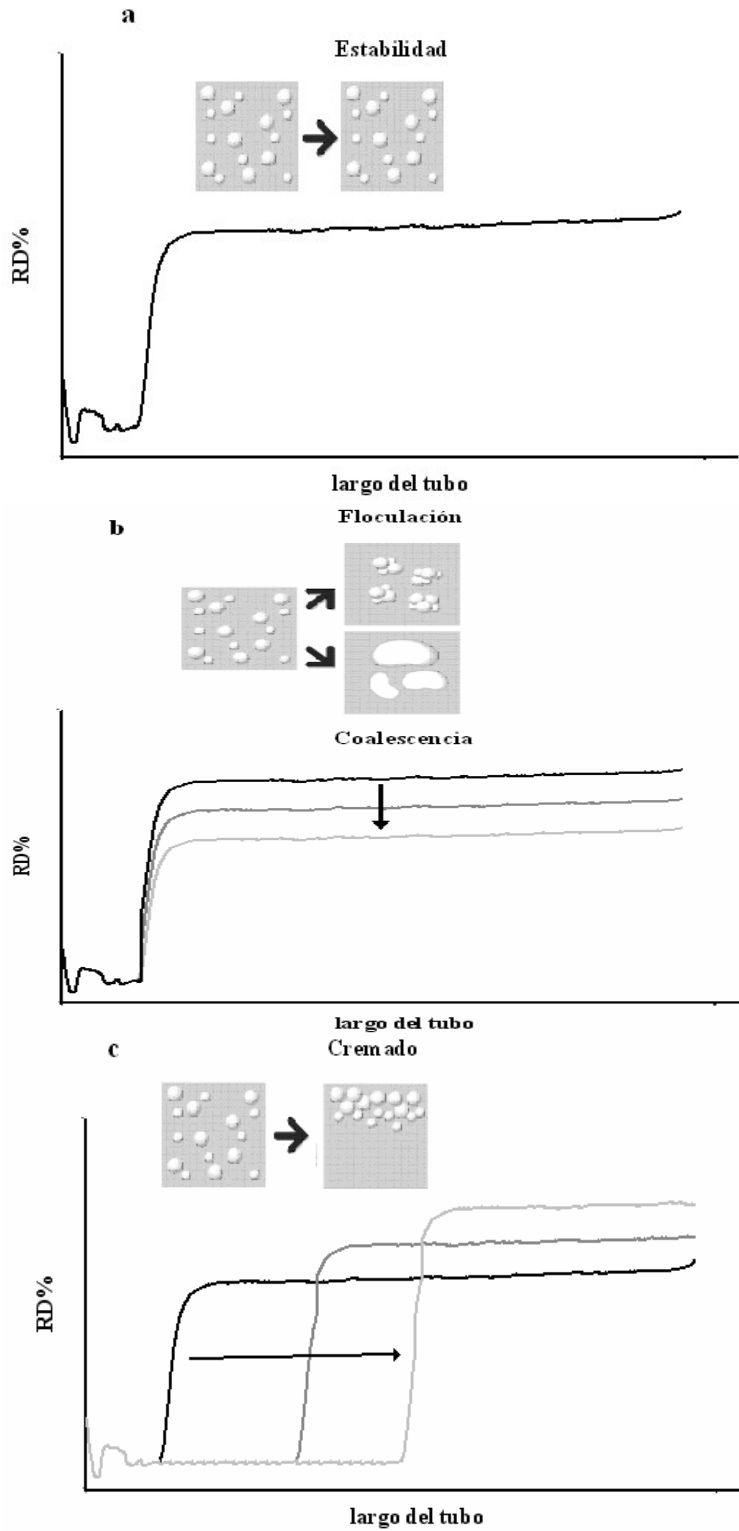 a
Estabilidad
RD%
largo del tubo
b
Floculación
Coalescencia
RD%
largo del tubo
c
Cremado
RD%
largo del tubo